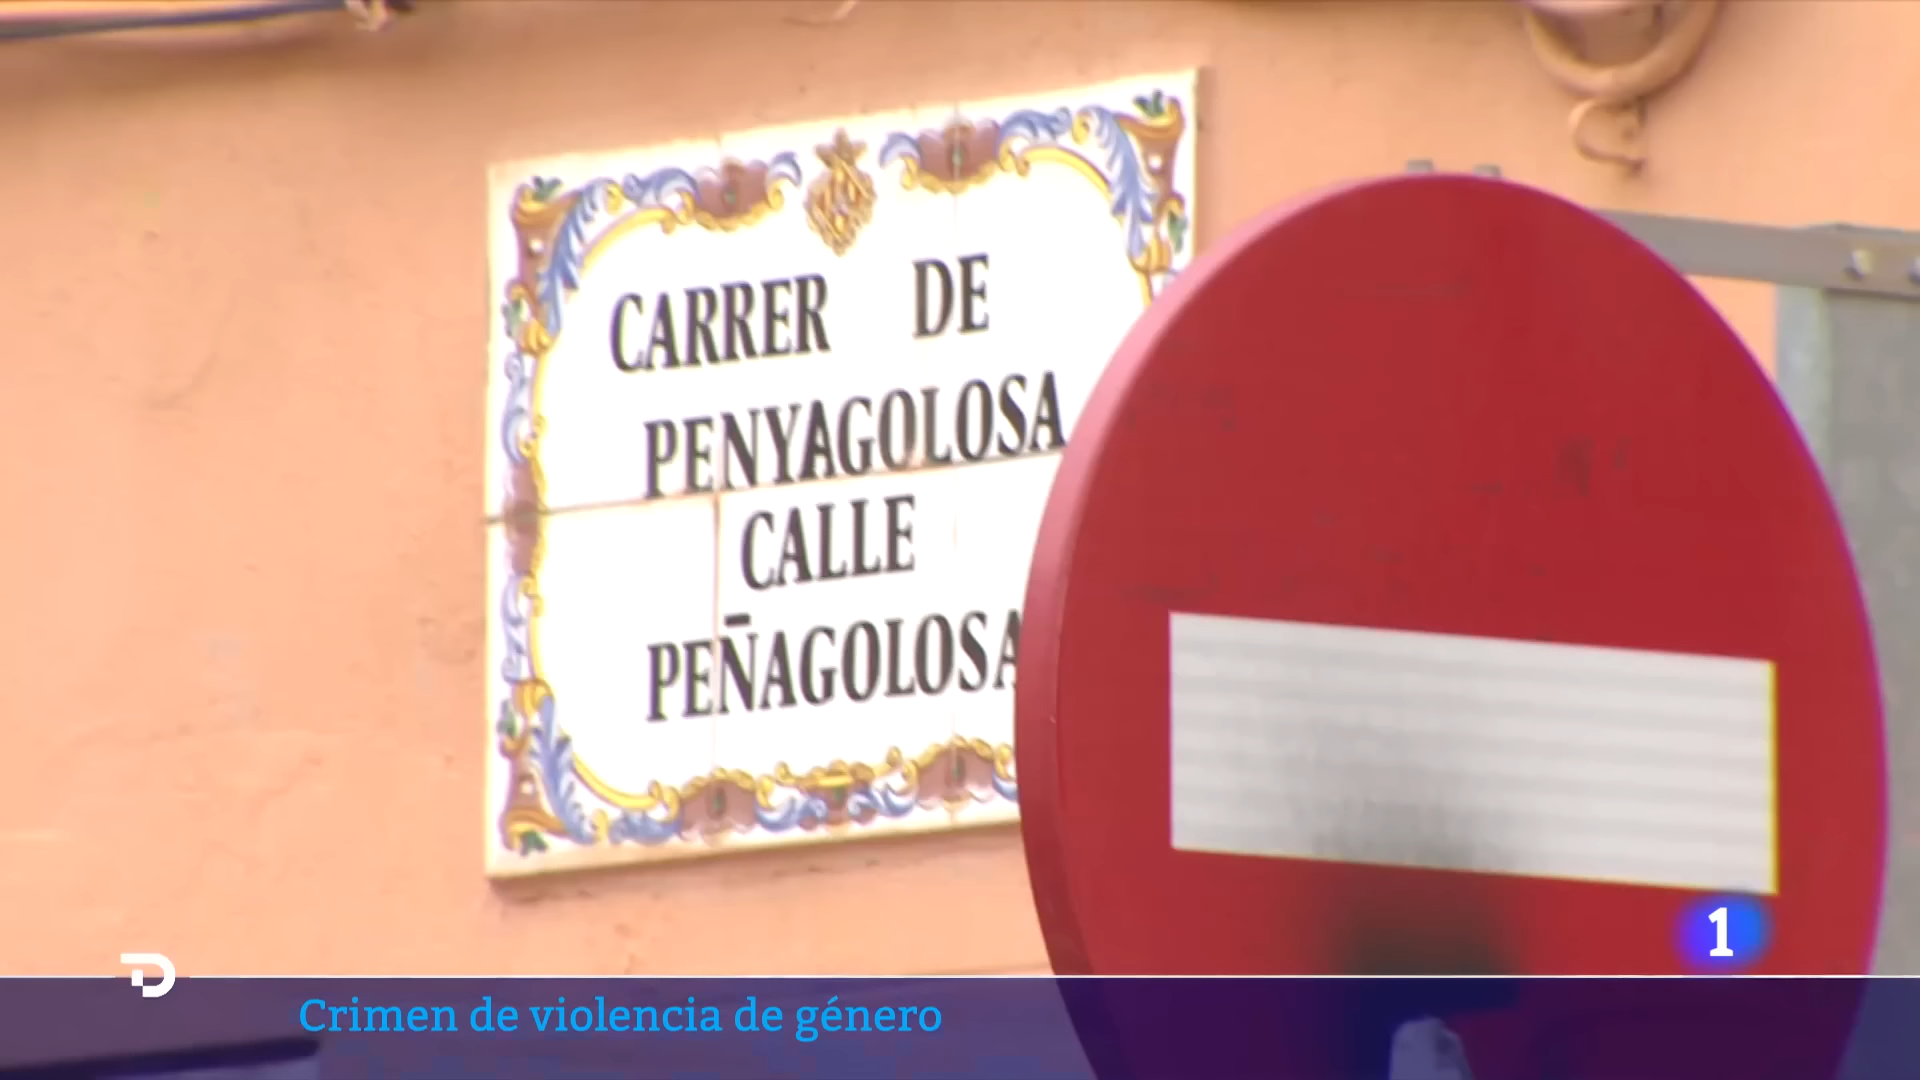 CARRER DE
PENYAGOLOSA
CALLE
PEÑAGOLOSA
1
Crimen de violencia de género